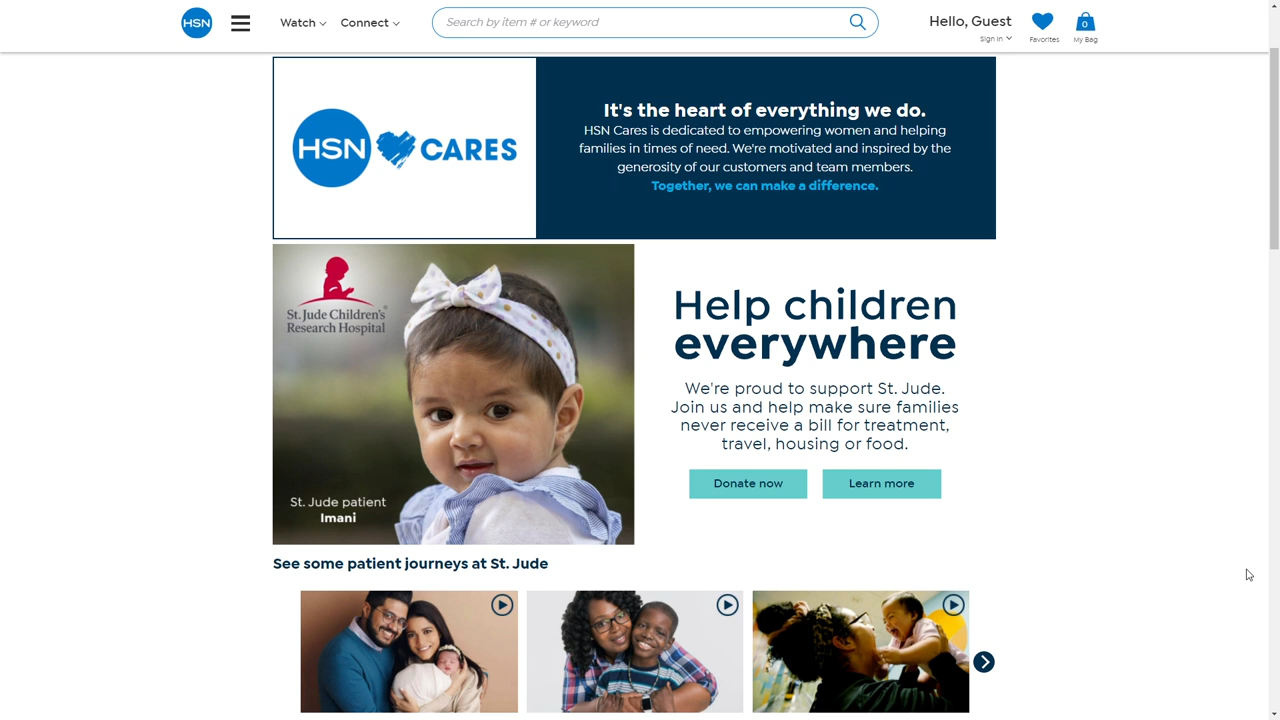 HSN
Watch
Connect
Search by item # or keyword
Hello, Guest
Sign In
Favorites
0
My Bag
HSN CARES
It's the heart of everything we do.
HSN Cares is dedicated to empowering women and helping
families in times of need. We're motivated and inspired by the
generosity of our customers and team members.
Together, we can make a difference.
St. Jude Children's®
Research Hospital
St. Jude patient
Imani
Help children
everywhere
We're proud to support St. Jude.
Join us and help make sure families
never receive a bill for treatment,
travel, housing or food.
Donate now
Learn more
See some patient journeys at St. Jude